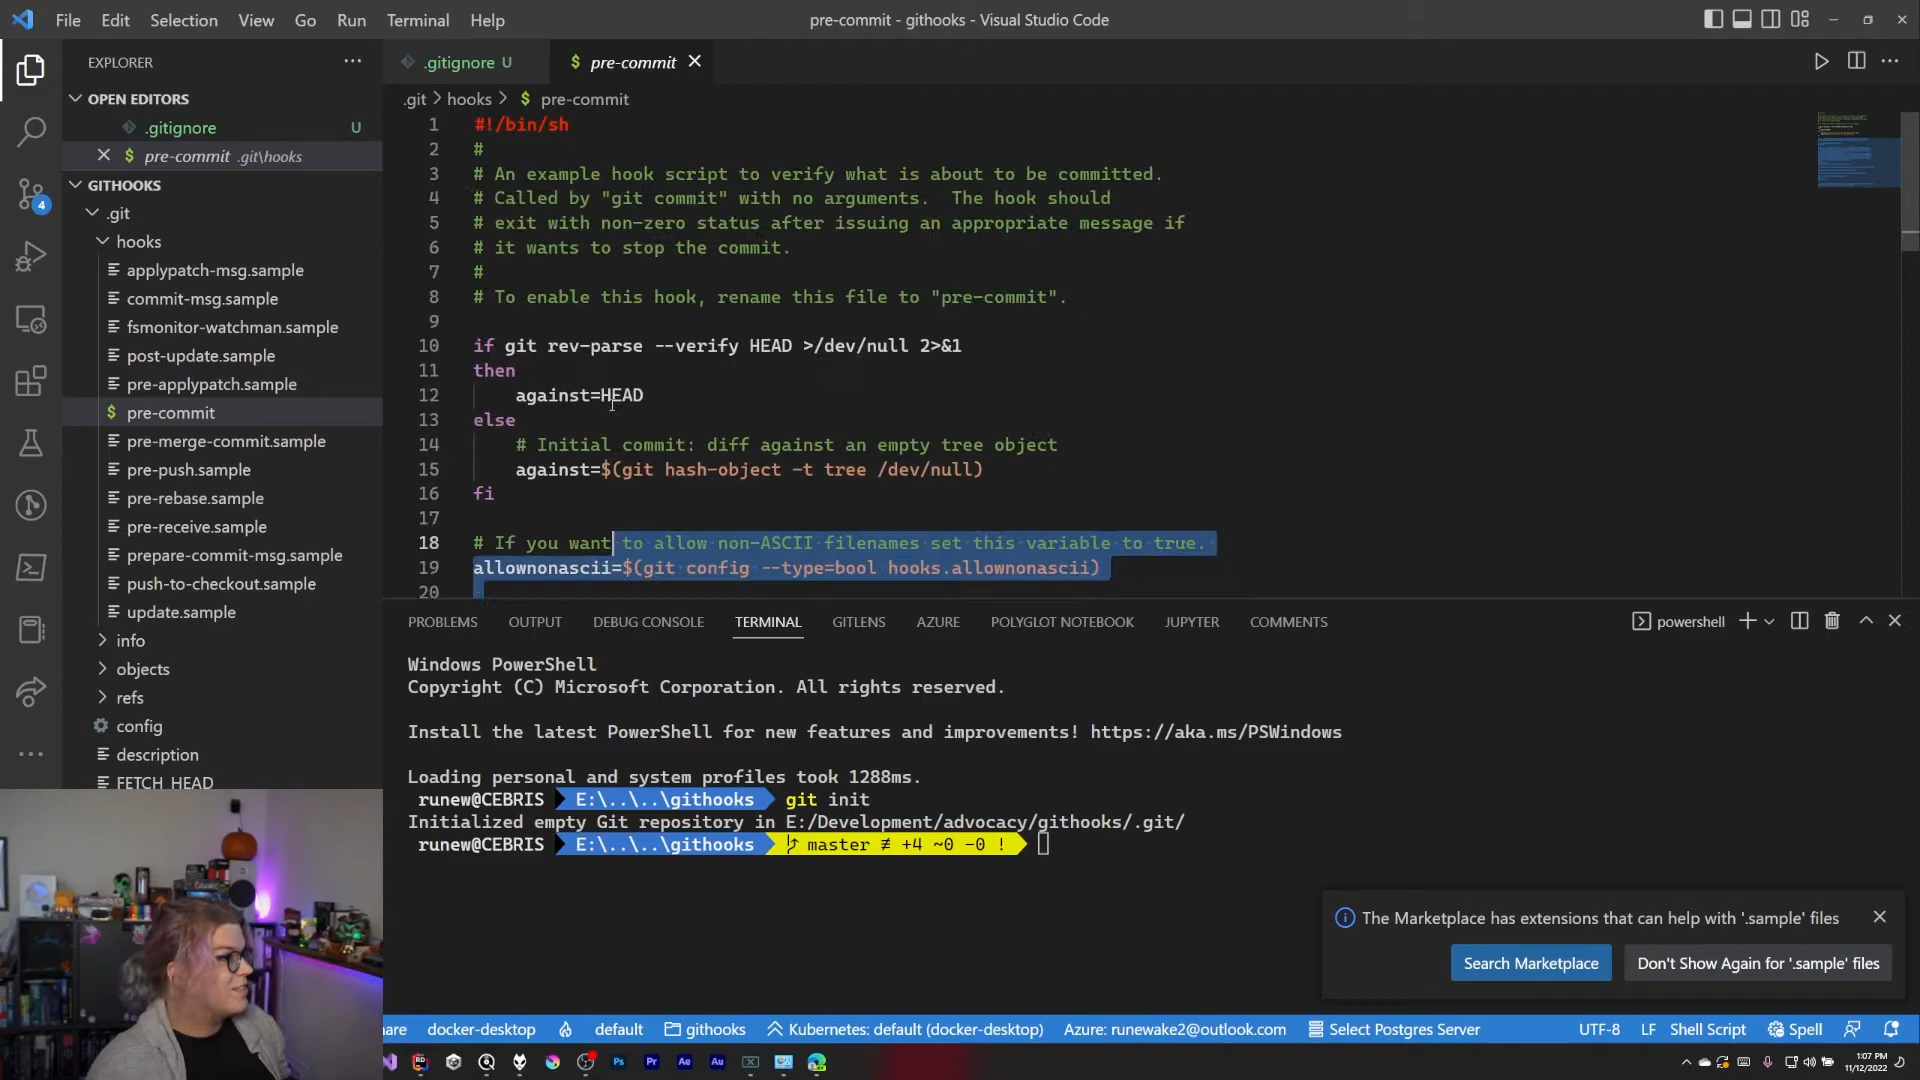 File Edit Selection View Go Run Terminal Help
pre-commit - githooks - Visual Studio Code
EXPLORER
OPEN EDITORS
.gitignore U
pre-commit .git\hooks
GITHOOKS
.git
hooks
applypatch-msg.sample
commit-msg.sample
fsmonitor-watchman.sample
post-update.sample
pre-applypatch.sample
$ pre-commit
pre-merge-commit.sample
pre-push.sample
pre-rebase.sample
pre-receive.sample
prepare-commit-msg.sample
push-to-checkout.sample
update.sample
info
objects
refs
config
description
FETCH_HEAD
4
.gitignore U
$ pre-commit
.git > hooks > $ pre-commit
1 #!/bin/sh
2 #
3 # An example hook script to verify what is about to be committed.
4 # Called by "git commit" with no arguments.  The hook should
5 # exit with non-zero status after issuing an appropriate message if
6 # it wants to stop the commit.
7 #
8 # To enable this hook, rename this file to "pre-commit".
9
10 if git rev-parse --verify HEAD >/dev/null 2>&1
11 then
12     against=HEAD
13 else
14     # Initial commit: diff against an empty tree object
15     against=$(git hash-object -t tree /dev/null)
16 fi
17
18 # If you want to allow non-ASCII filenames set this variable to true.
19 allownonascii=$(git config --type=bool hooks.allownonascii)
20
PROBLEMS OUTPUT DEBUG CONSOLE TERMINAL GITLENS AZURE POLYGLOT NOTEBOOK JUPYTER COMMENTS
powershell
Windows PowerShell
Copyright (C) Microsoft Corporation. All rights reserved.
Install the latest PowerShell for new features and improvements! https://aka.ms/PSWindows
Loading personal and system profiles took 1288ms.
runew@CEBRIS E:\..\..\githooks git init
Initialized empty Git repository in E:/Development/advocacy/githooks/.git/
runew@CEBRIS E:\..\..\githooks master ≢ +4 ~0 -0 !
The Marketplace has extensions that can help with '.sample' files
Search Marketplace
Don't Show Again for '.sample' files
are docker-desktop default githooks Kubernetes: default (docker-desktop) Azure: runewake2@outlook.com Select Postgres Server UTF-8 LF Shell Script Spell
Ps Pr Ae Au
1:07 PM
11/12/2022